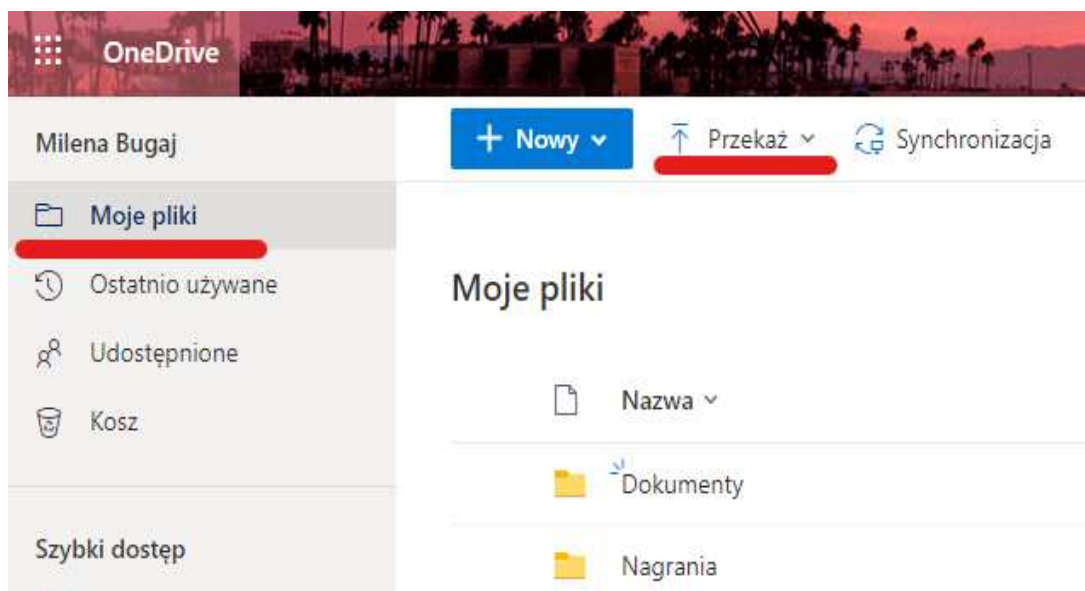 OneDrive
Milena Bugaj
Moje pliki
Ostatnio używane
Udostępnione
Kosz
Szybki dostęp
+ Nowy
Przekaż
Synchronizacja
Moje pliki
Nazwa
Dokumenty
Nagrania